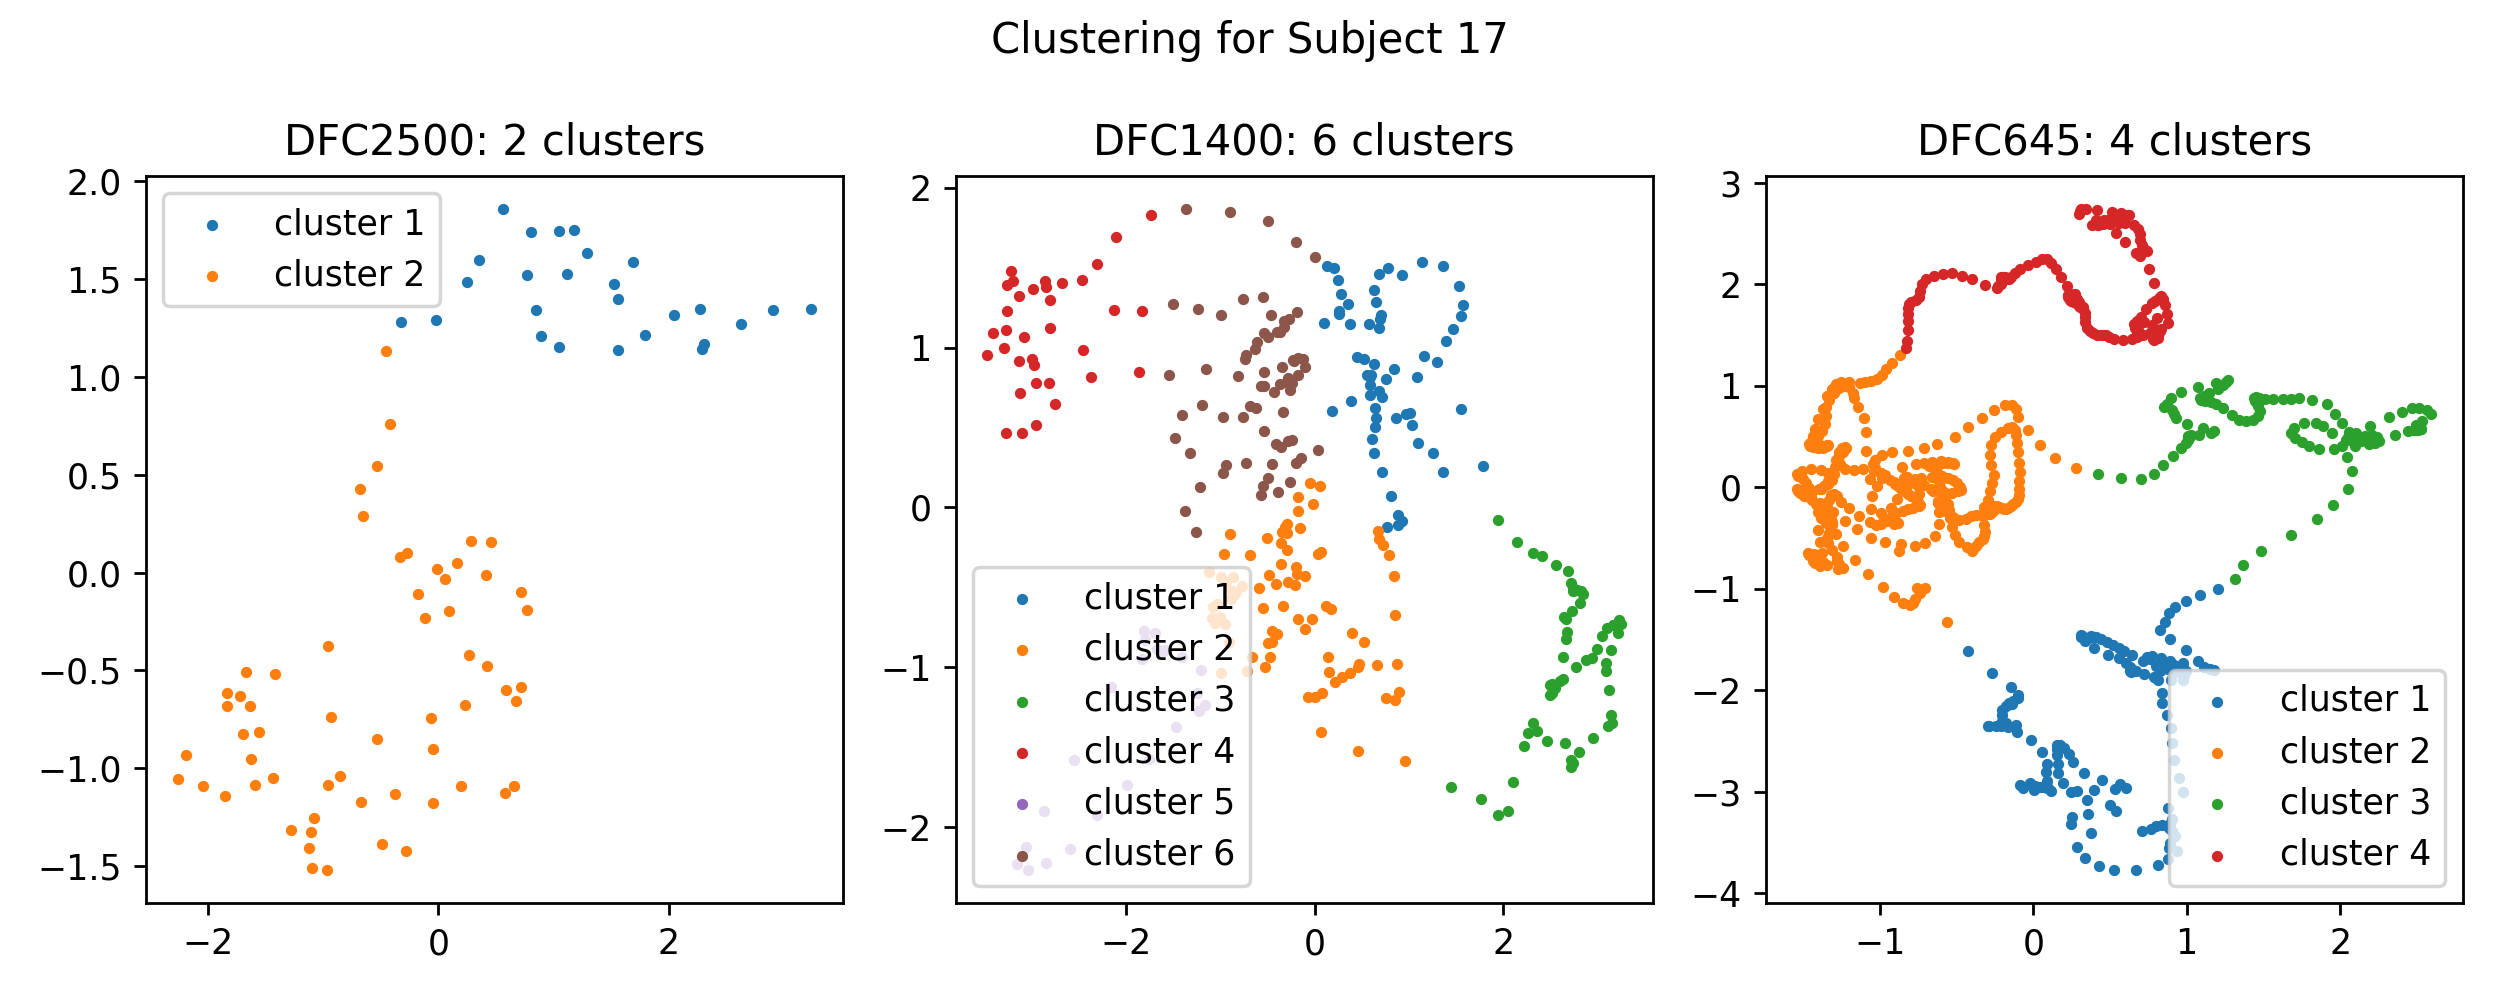 Clustering for Subject 17
DFC2500: 2 clusters
2.0
1.5
1.0
0.5
0.0
−0.5
−1.0
−1.5
−2
0
2
cluster 1
cluster 2
DFC1400: 6 clusters
2
1
0
−1
−2
−2
0
2
cluster 1
cluster 2
cluster 3
cluster 4
cluster 5
cluster 6
DFC645: 4 clusters
3
2
1
0
−1
−2
−3
−4
−1
0
1
2
cluster 1
cluster 2
cluster 3
cluster 4